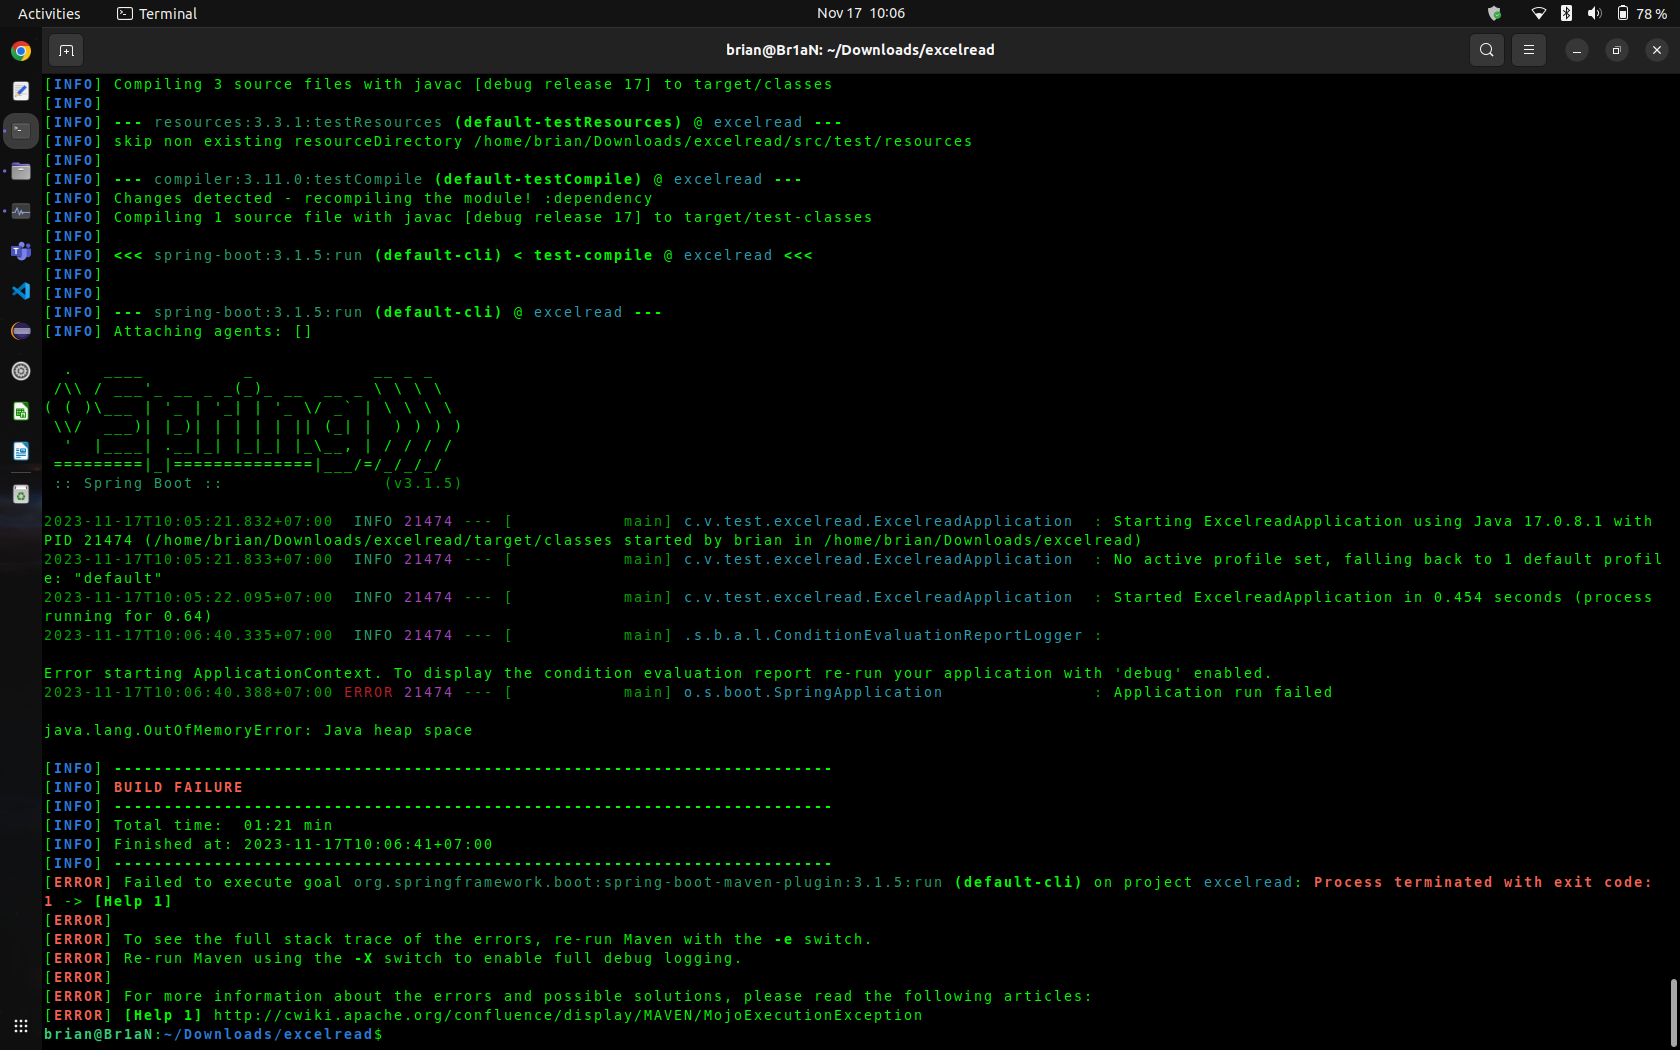 Activities
Terminal
Nov 17 10:06
78 %
brian@Br1aN: ~/Downloads/excelread
[INFO] Compiling 3 source files with javac [debug release 17] to target/classes
[INFO]
[INFO] --- resources:3.3.1:testResources (default-testResources) @ excelread ---
[INFO] skip non existing resourceDirectory /home/brian/Downloads/excelread/src/test/resources
[INFO]
[INFO] --- compiler:3.11.0:testCompile (default-testCompile) @ excelread ---
[INFO] Changes detected - recompiling the module! :dependency
[INFO] Compiling 1 source file with javac [debug release 17] to target/test-classes
[INFO]
[INFO] <<< spring-boot:3.1.5:run (default-cli) < test-compile @ excelread <<<
[INFO]
[INFO]
[INFO] --- spring-boot:3.1.5:run (default-cli) @ excelread ---
[INFO] Attaching agents: []
  .   ____          _            __ _ _
 /\\ / ___'_ __ _ _(_)_ __  __ _ \ \ \ \
( ( )\___ | '_ | '_| | '_ \/ _` | \ \ \ \
 \\/  ___)| |_)| | | | | || (_| |  ) ) ) )
  '  |____| .__|_| |_|_| |_\__, | / / / /
 =========|_|==============|___/=/_/_/_/
 :: Spring Boot ::                (v3.1.5)
2023-11-17T10:05:21.832+07:00  INFO 21474 --- [           main] c.v.test.excelread.ExcelreadApplication  : Starting ExcelreadApplication using Java 17.0.8.1 with
PID 21474 (/home/brian/Downloads/excelread/target/classes started by brian in /home/brian/Downloads/excelread)
2023-11-17T10:05:21.833+07:00  INFO 21474 --- [           main] c.v.test.excelread.ExcelreadApplication  : No active profile set, falling back to 1 default profil
e: "default"
2023-11-17T10:05:22.095+07:00  INFO 21474 --- [           main] c.v.test.excelread.ExcelreadApplication  : Started ExcelreadApplication in 0.454 seconds (process
running for 0.64)
2023-11-17T10:06:40.335+07:00  INFO 21474 --- [           main] .s.b.a.l.ConditionEvaluationReportLogger :
Error starting ApplicationContext. To display the condition evaluation report re-run your application with 'debug' enabled.
2023-11-17T10:06:40.388+07:00 ERROR 21474 --- [           main] o.s.boot.SpringApplication               : Application run failed
java.lang.OutOfMemoryError: Java heap space
[INFO] ------------------------------------------------------------------------
[INFO] BUILD FAILURE
[INFO] ------------------------------------------------------------------------
[INFO] Total time:  01:21 min
[INFO] Finished at: 2023-11-17T10:06:41+07:00
[INFO] ------------------------------------------------------------------------
[ERROR] Failed to execute goal org.springframework.boot:spring-boot-maven-plugin:3.1.5:run (default-cli) on project excelread: Process terminated with exit code:
1 -> [Help 1]
[ERROR]
[ERROR] To see the full stack trace of the errors, re-run Maven with the -e switch.
[ERROR] Re-run Maven using the -X switch to enable full debug logging.
[ERROR]
[ERROR] For more information about the errors and possible solutions, please read the following articles:
[ERROR] [Help 1] http://cwiki.apache.org/confluence/display/MAVEN/MojoExecutionException
brian@Br1aN:~/Downloads/excelread$